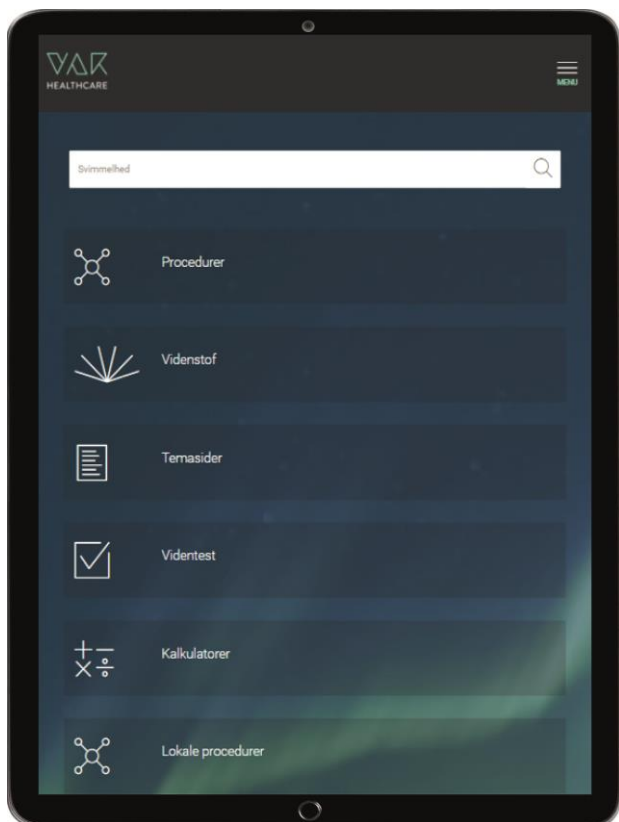 VAR
HEALTHCARE
MENU
Svimmelhed
Procedurer
Videnstof
Temasider
Videntest
Kalkulatorer
Lokale procedurer